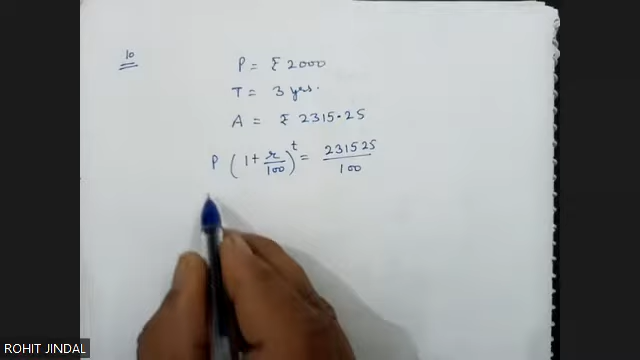 10
P = ₹ 2000
T = 3 yrs.
A = ₹ 2315.25
P (1 + r/100)^t = 231525/100
ROHIT JINDAL